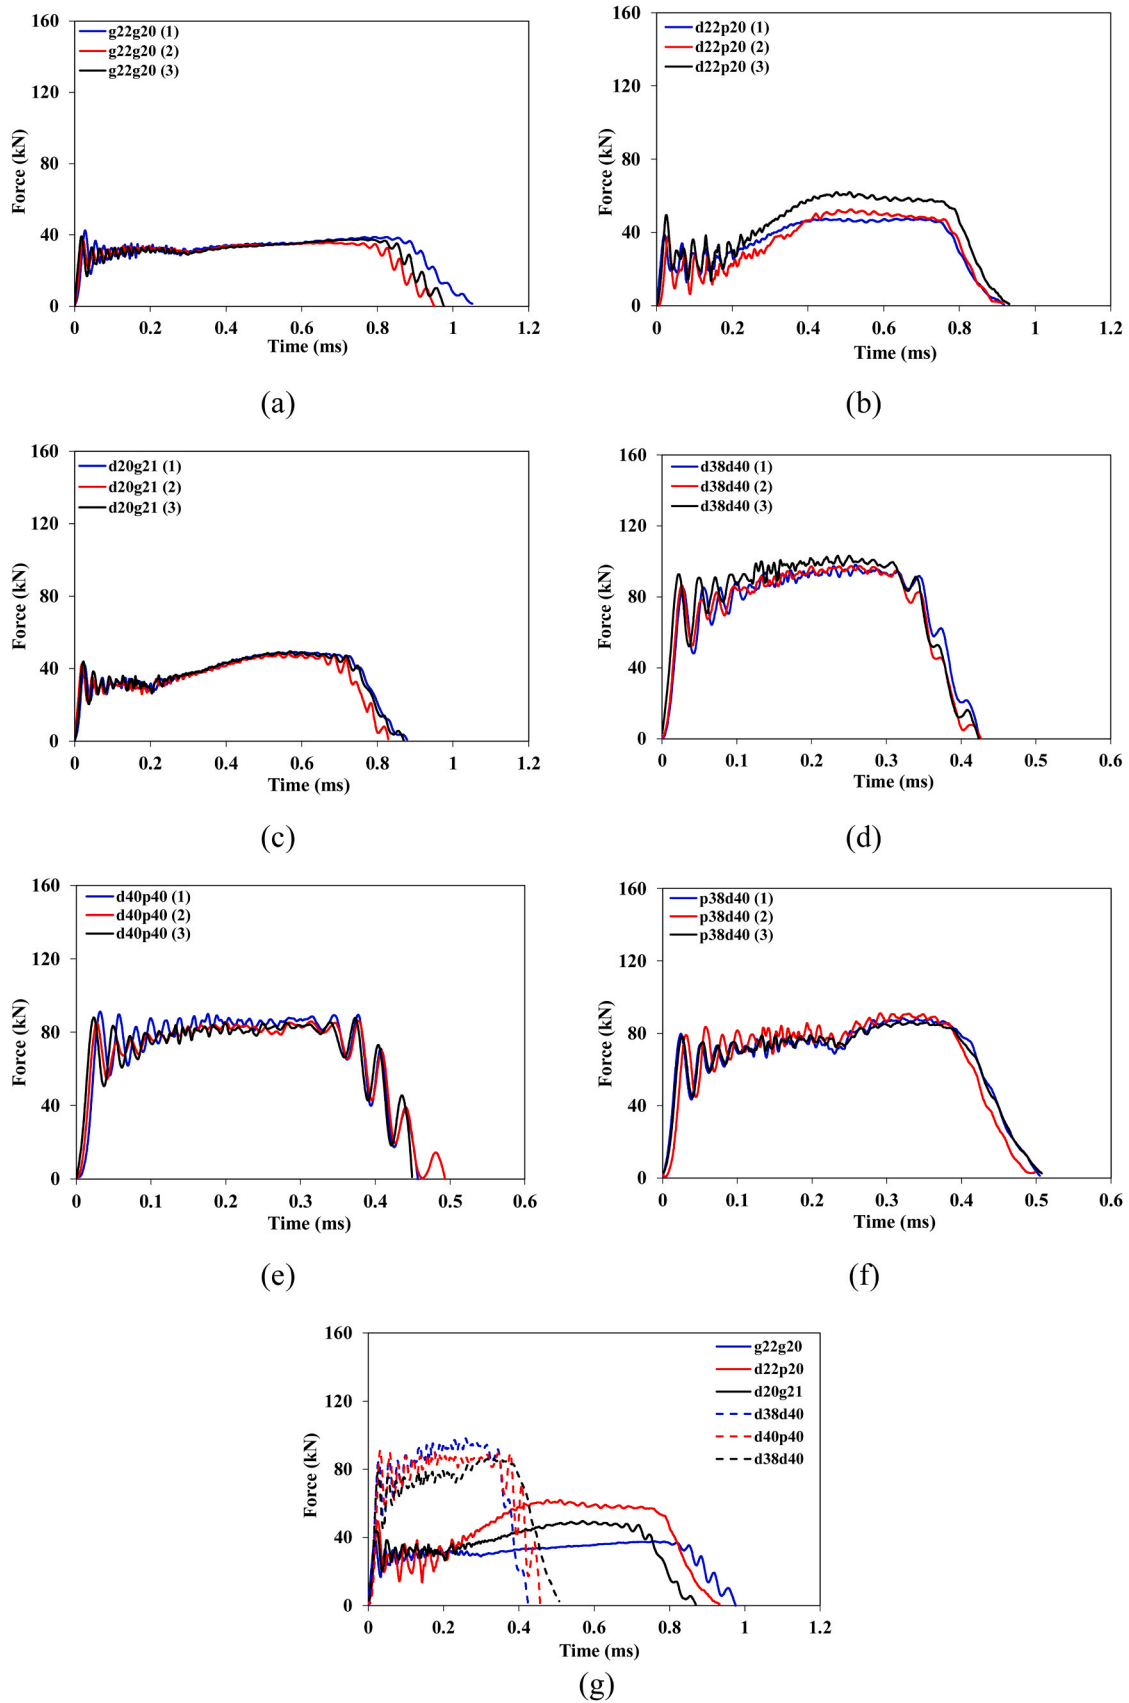 160
120
80
40
0
Force (kN)
g22g20 (1)
g22g20 (2)
g22g20 (3)
0 0.2 0.4 0.6 0.8 1 1.2
Time (ms)
(a)
160
120
80
40
0
Force (kN)
d22p20 (1)
d22p20 (2)
d22p20 (3)
0 0.2 0.4 0.6 0.8 1 1.2
Time (ms)
(b)
160
120
80
40
0
Force (kN)
d20g21 (1)
d20g21 (2)
d20g21 (3)
0 0.2 0.4 0.6 0.8 1 1.2
Time (ms)
(c)
160
120
80
40
0
Force (kN)
d38d40 (1)
d38d40 (2)
d38d40 (3)
0 0.1 0.2 0.3 0.4 0.5 0.6
Time (ms)
(d)
160
120
80
40
0
Force (kN)
d40p40 (1)
d40p40 (2)
d40p40 (3)
0 0.1 0.2 0.3 0.4 0.5 0.6
Time (ms)
(e)
160
120
80
40
0
Force (kN)
p38d40 (1)
p38d40 (2)
p38d40 (3)
0 0.1 0.2 0.3 0.4 0.5 0.6
Time (ms)
(f)
160
120
80
40
0
Force (kN)
g22g20
d22p20
d20g21
d38d40
d40p40
d38d40
0 0.2 0.4 0.6 0.8 1 1.2
Time (ms)
(g)